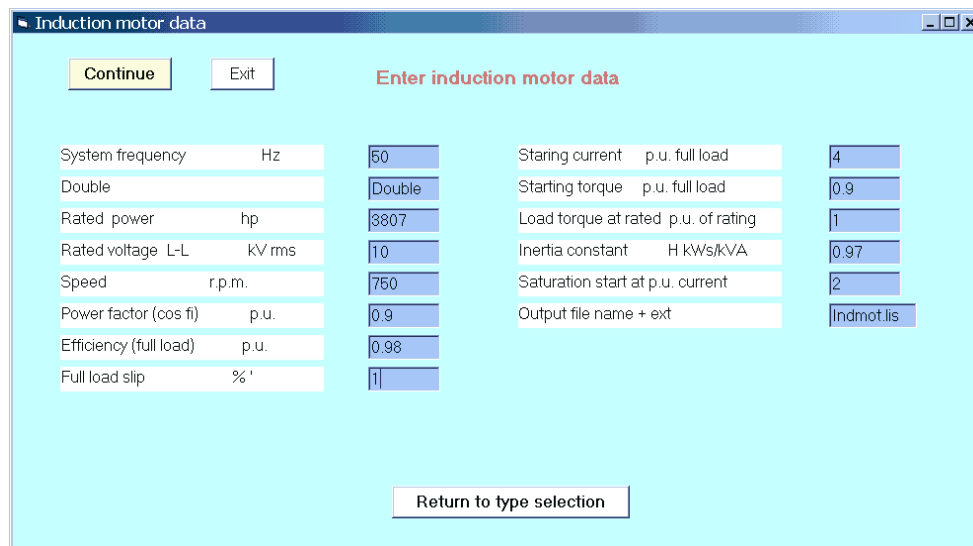 Induction motor data
Continue
Exit
Enter induction motor data
System frequency Hz 50
Double Double
Rated power hp 3807
Rated voltage L-L kV rms 10
Speed r.p.m. 750
Power factor (cos fi) p.u. 0.9
Efficiency (full load) p.u. 0.98
Full load slip % ' 1
Staring current p.u. full load 4
Starting torque p.u. full load 0.9
Load torque at rated p.u. of rating 1
Inertia constant H kWs/kVA 0.97
Saturation start at p.u. current 2
Output file name + ext Indmot.lis
Return to type selection